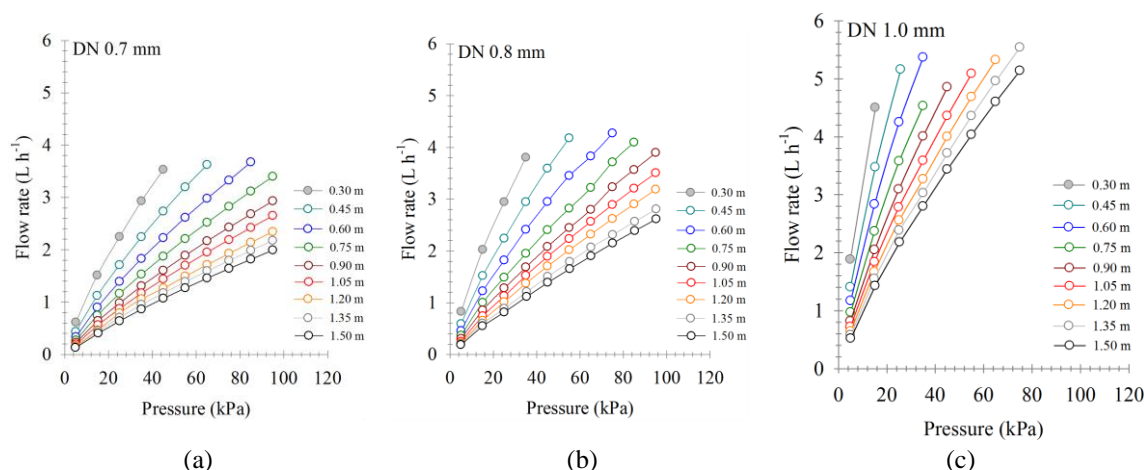 DN 0.7 mm
Flow rate (L h⁻¹)
6
5
4
3
2
1
0
0 20 40 60 80 100 120
Pressure (kPa)
0.30 m
0.45 m
0.60 m
0.75 m
0.90 m
1.05 m
1.20 m
1.35 m
1.50 m
(a)
DN 0.8 mm
Flow rate (L h⁻¹)
6
5
4
3
2
1
0
0 20 40 60 80 100 120
Pressure (kPa)
0.30 m
0.45 m
0.60 m
0.75 m
0.90 m
1.05 m
1.20 m
1.35 m
1.50 m
(b)
DN 1.0 mm
Flow rate (L h⁻¹)
6
5
4
3
2
1
0
0 20 40 60 80 100 120
Pressure (kPa)
0.30 m
0.45 m
0.60 m
0.75 m
0.90 m
1.05 m
1.20 m
1.35 m
1.50 m
(c)